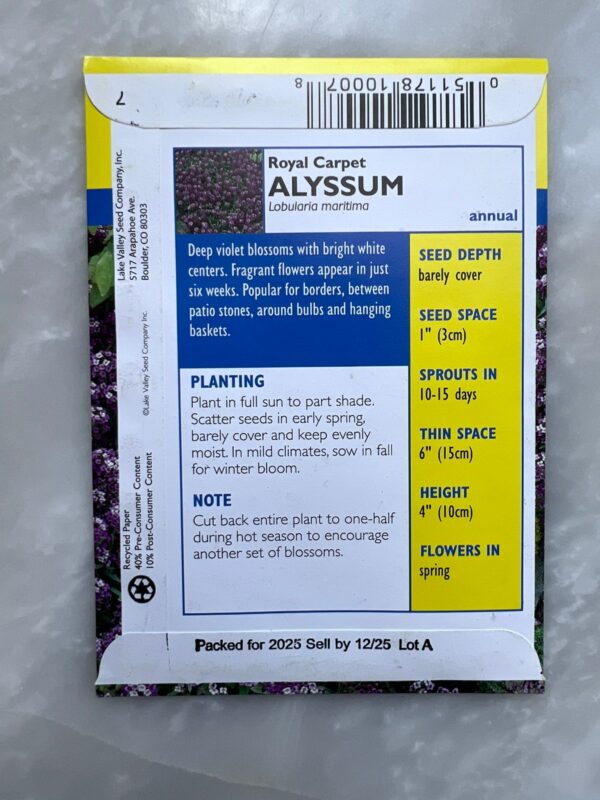 0 51178 10007 8
7
Lake Valley Seed Company, Inc.
5717 Arapahoe Ave.
Boulder, CO 80303
©Lake Valley Seed Company Inc.
Recycled Paper
40% Pre-Consumer Content
10% Post-Consumer Content
Royal Carpet
ALYSSUM
Lobularia maritima
annual
Deep violet blossoms with bright white
centers. Fragrant flowers appear in just
six weeks. Popular for borders, between
patio stones, around bulbs and hanging
baskets.
PLANTING
Plant in full sun to part shade.
Scatter seeds in early spring,
barely cover and keep evenly
moist. In mild climates, sow in fall
for winter bloom.
NOTE
Cut back entire plant to one-half
during hot season to encourage
another set of blossoms.
SEED DEPTH
barely cover
SEED SPACE
1" (3cm)
SPROUTS IN
10-15 days
THIN SPACE
6" (15cm)
HEIGHT
4" (10cm)
FLOWERS IN
spring
Packed for 2025 Sell by 12/25 Lot A